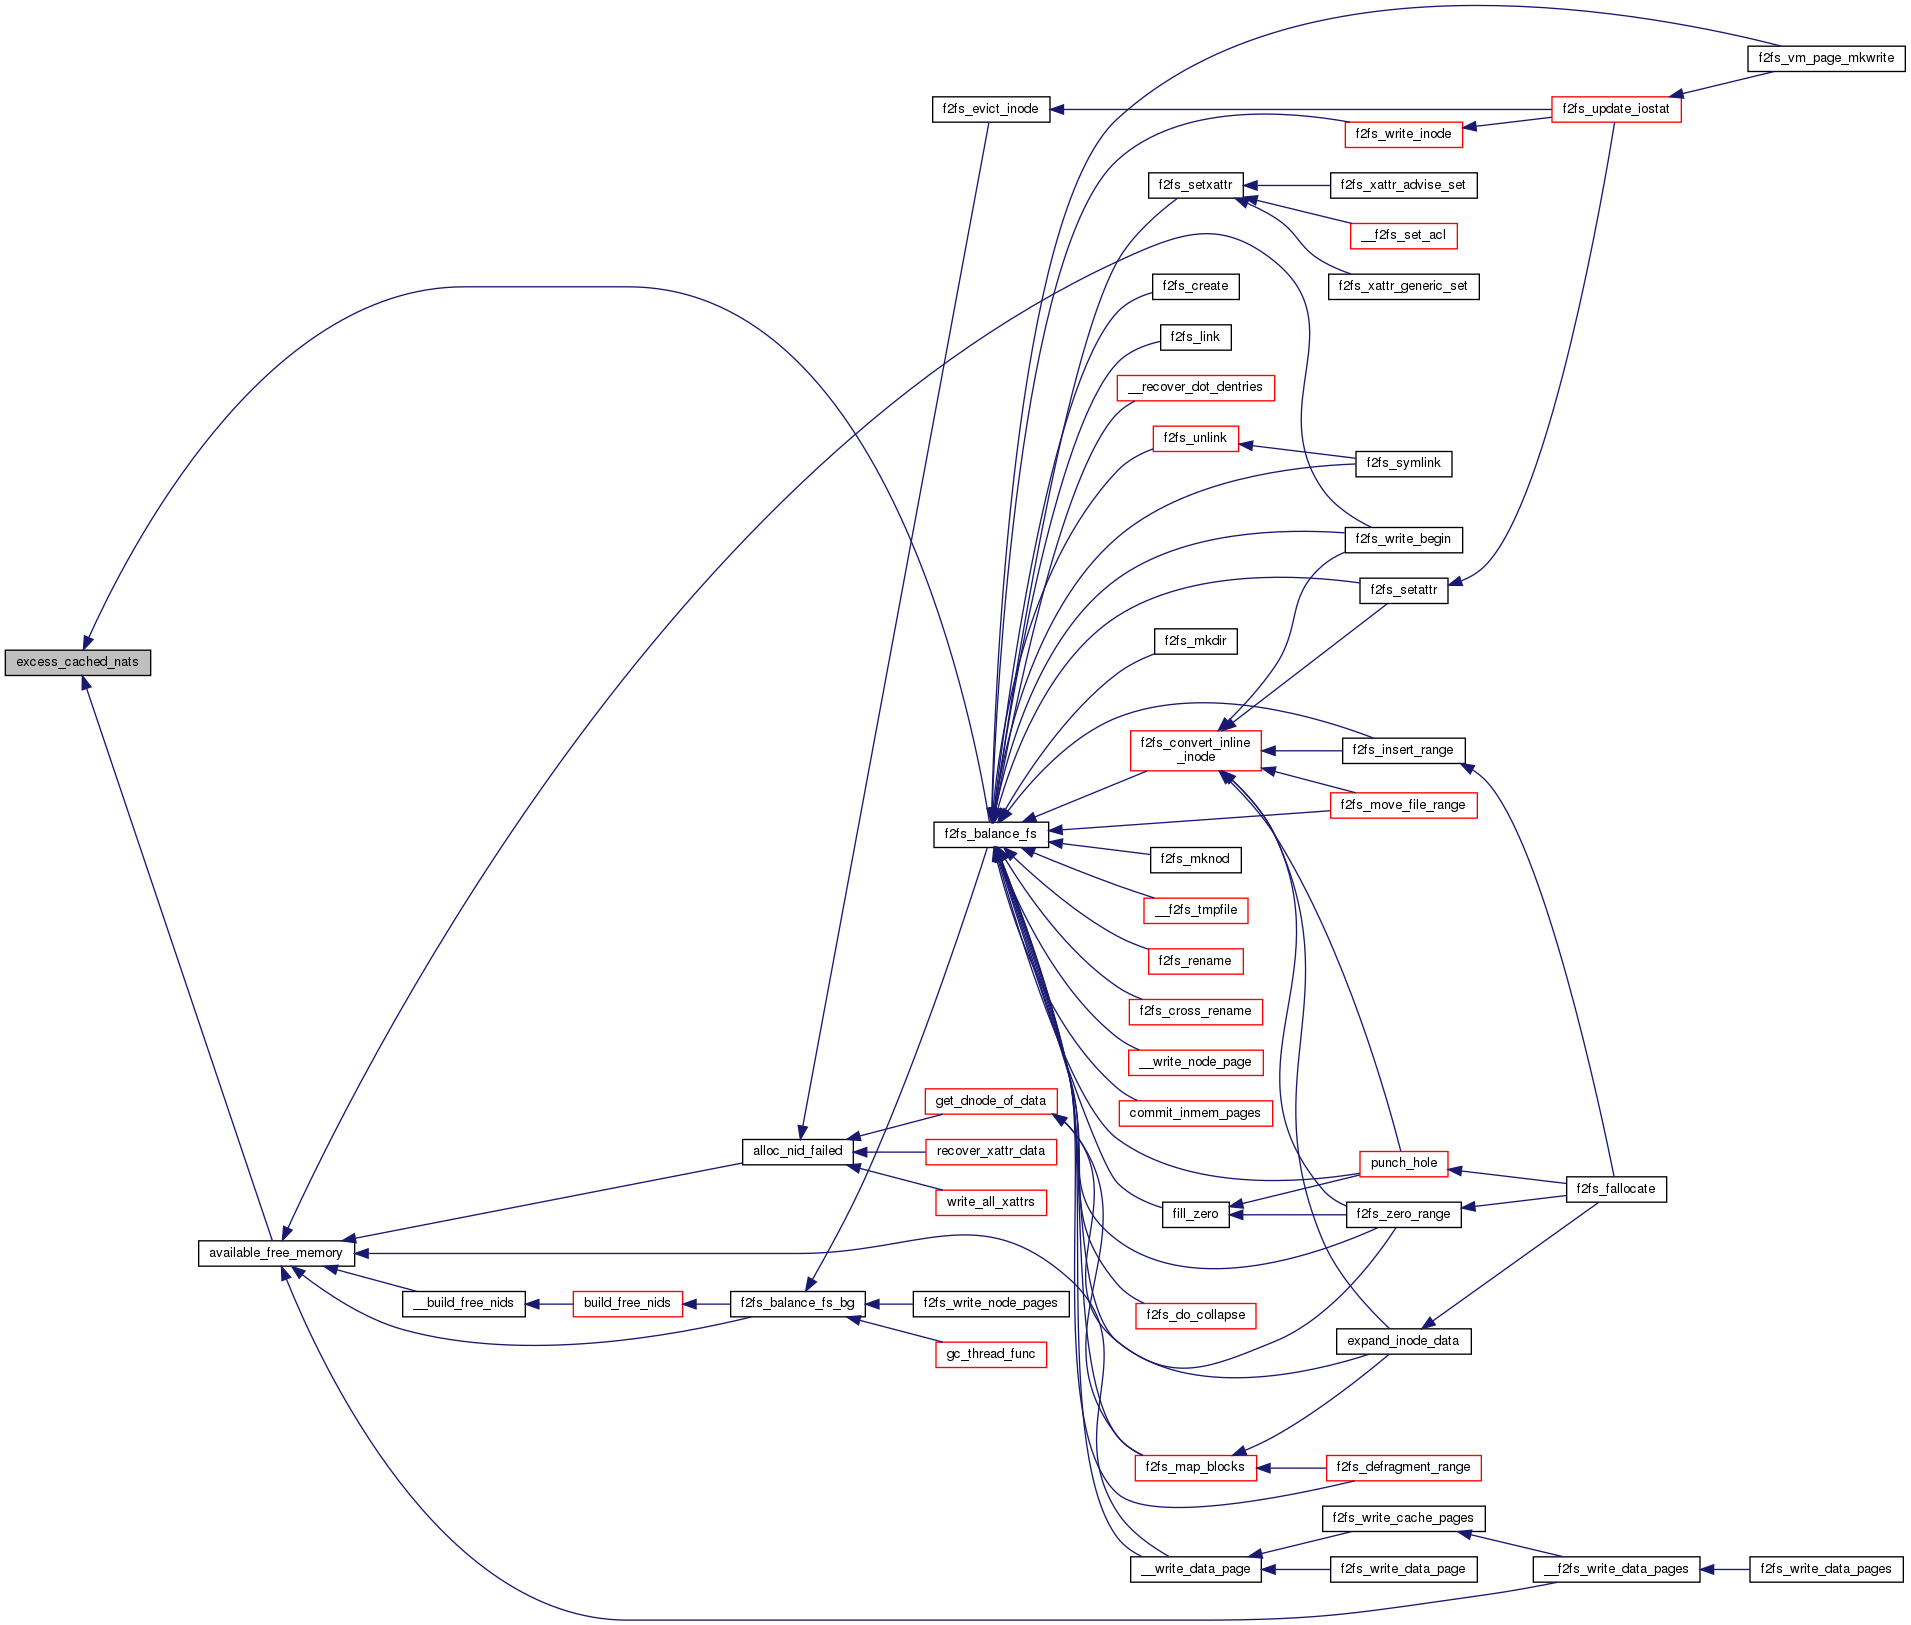 f2fs_vm_page_mkwrite
f2fs_evict_inode
f2fs_update_iostat
f2fs_write_inode
f2fs_setxattr
f2fs_xattr_advise_set
__f2fs_set_acl
f2fs_create
f2fs_xattr_generic_set
f2fs_link
__recover_dot_dentries
f2fs_unlink
f2fs_symlink
f2fs_write_begin
f2fs_setattr
f2fs_mkdir
excess_cached_nats
f2fs_convert_inline
_inode
f2fs_insert_range
f2fs_move_file_range
f2fs_balance_fs
f2fs_mknod
__f2fs_tmpfile
f2fs_rename
f2fs_cross_rename
__write_node_page
get_dnode_of_data
commit_inmem_pages
alloc_nid_failed
recover_xattr_data
punch_hole
f2fs_fallocate
write_all_xattrs
fill_zero
f2fs_zero_range
available_free_memory
__build_free_nids
build_free_nids
f2fs_balance_fs_bg
f2fs_write_node_pages
f2fs_do_collapse
expand_inode_data
gc_thread_func
f2fs_map_blocks
f2fs_defragment_range
f2fs_write_cache_pages
__write_data_page
f2fs_write_data_page
__f2fs_write_data_pages
f2fs_write_data_pages